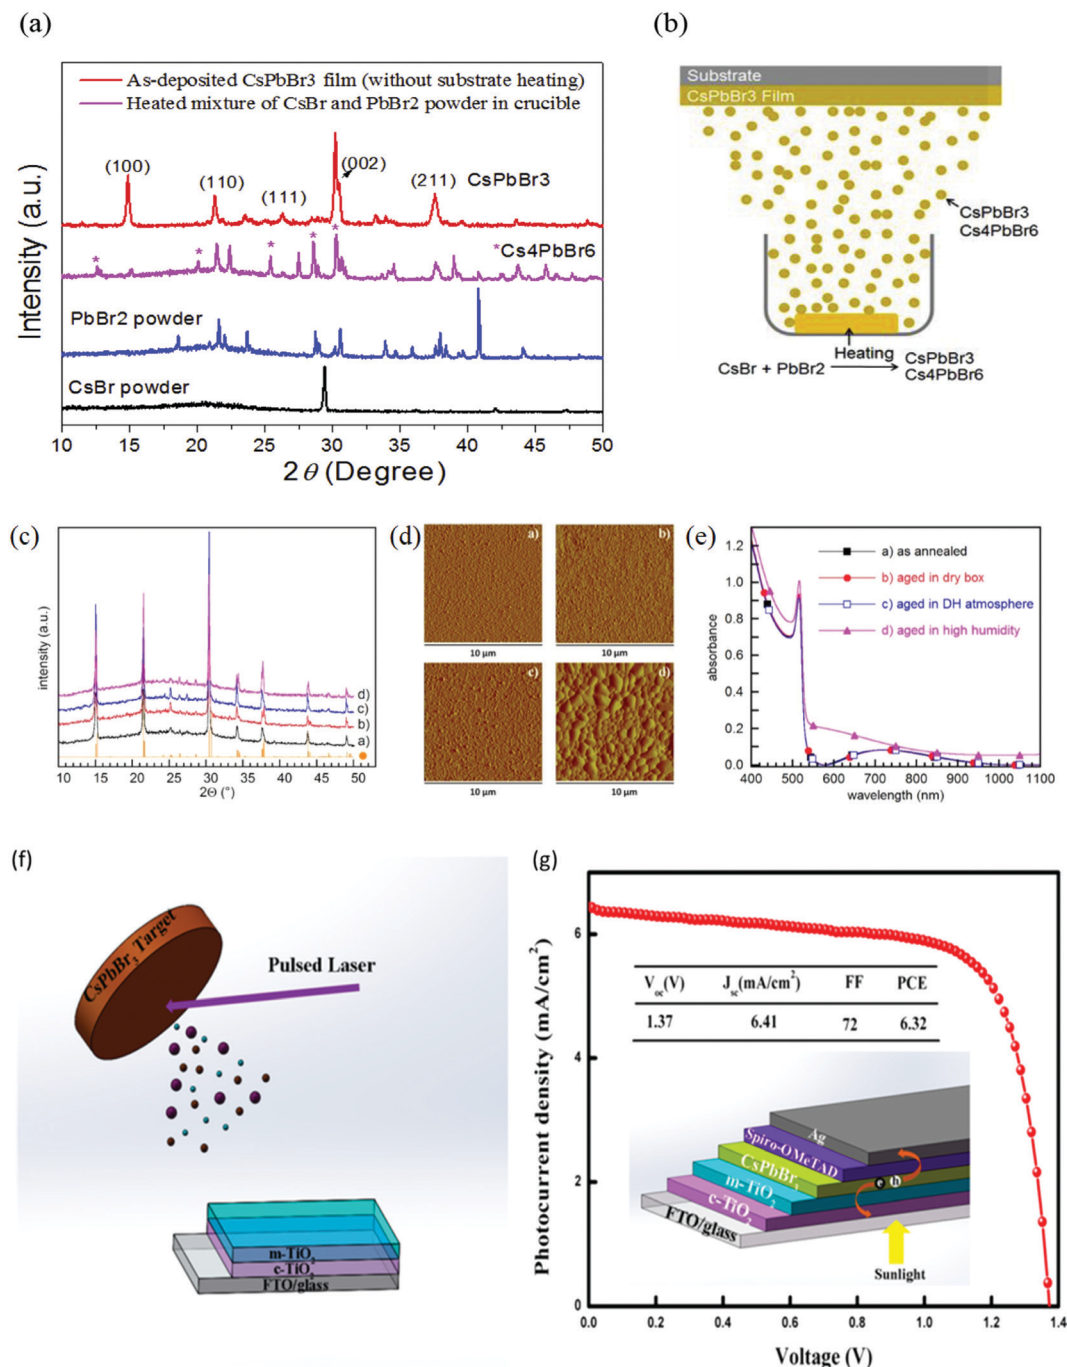 (a)
As-deposited CsPbBr3 film (without substrate heating)
Heated mixture of CsBr and PbBr2 powder in crucible
(100)
(110)
(111)
(002)
(211)
CsPbBr3
* * * * * *
Cs4PbBr6
PbBr2 powder
CsBr powder
Intensity (a.u.)
10 15 20 25 30 35 40 45 50
2θ (Degree)
(b)
Substrate
CsPbBr3 Film
CsPbBr3
Cs4PbBr6
Heating
CsBr + PbBr2
CsPbBr3
Cs4PbBr6
(c)
intensity (a.u.)
d)
c)
b)
a)
10 15 20 25 30 35 40 45 50
2Θ (°)
(d)
a)
b)
10 µm
10 µm
c)
d)
10 µm
10 µm
(e)
a) as annealed
b) aged in dry box
c) aged in DH atmosphere
d) aged in high humidity
absorbance
1.2
1.0
0.8
0.6
0.4
0.2
0.0
400 500 600 700 800 900 1000 1100
wavelength (nm)
(f)
CsPbBr3 Target
Pulsed Laser
m-TiO2
c-TiO2
FTO/glass
(g)
Photocurrent density (mA/cm2)
6
4
2
0
Voc(V) Jsc(mA/cm2) FF PCE
1.37 6.41 72 6.32
Ag
Spiro-OMeTAD
CsPbBr3
m-TiO2
c-TiO2
FTO/glass
e h
Sunlight
0.0 0.2 0.4 0.6 0.8 1.0 1.2 1.4
Voltage (V)